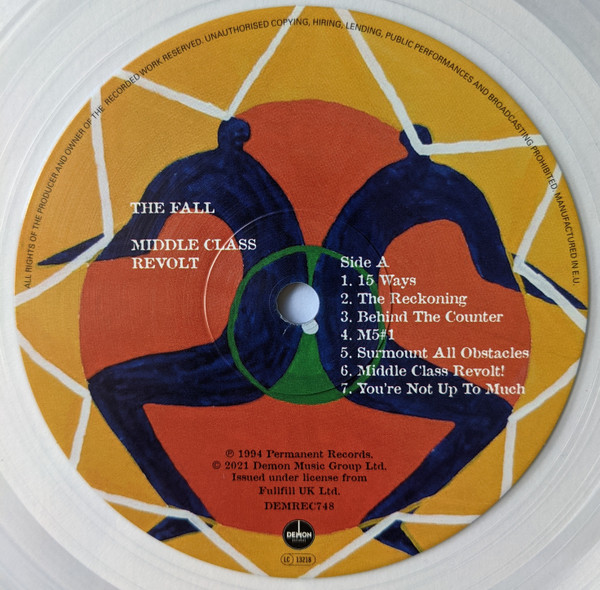 ALL RIGHTS OF THE PRODUCER AND OWNER OF THE RECORDED WORK RESERVED. UNAUTHORISED COPYING, HIRING, LENDING, PUBLIC PERFORMANCES AND BROADCASTING PROHIBITED. MANUFACTURED IN E.U.
THE FALL
MIDDLE CLASS
REVOLT
Side A
1. 15 Ways
2. The Reckoning
3. Behind The Counter
4. M5#1
5. Surmount All Obstacles
6. Middle Class Revolt!
7. You're Not Up To Much
℗ 1994 Permanent Records.
© 2021 Demon Music Group Ltd.
Issued under license from
Fullfill UK Ltd.
DEMREC748
DEMON
LC 13218